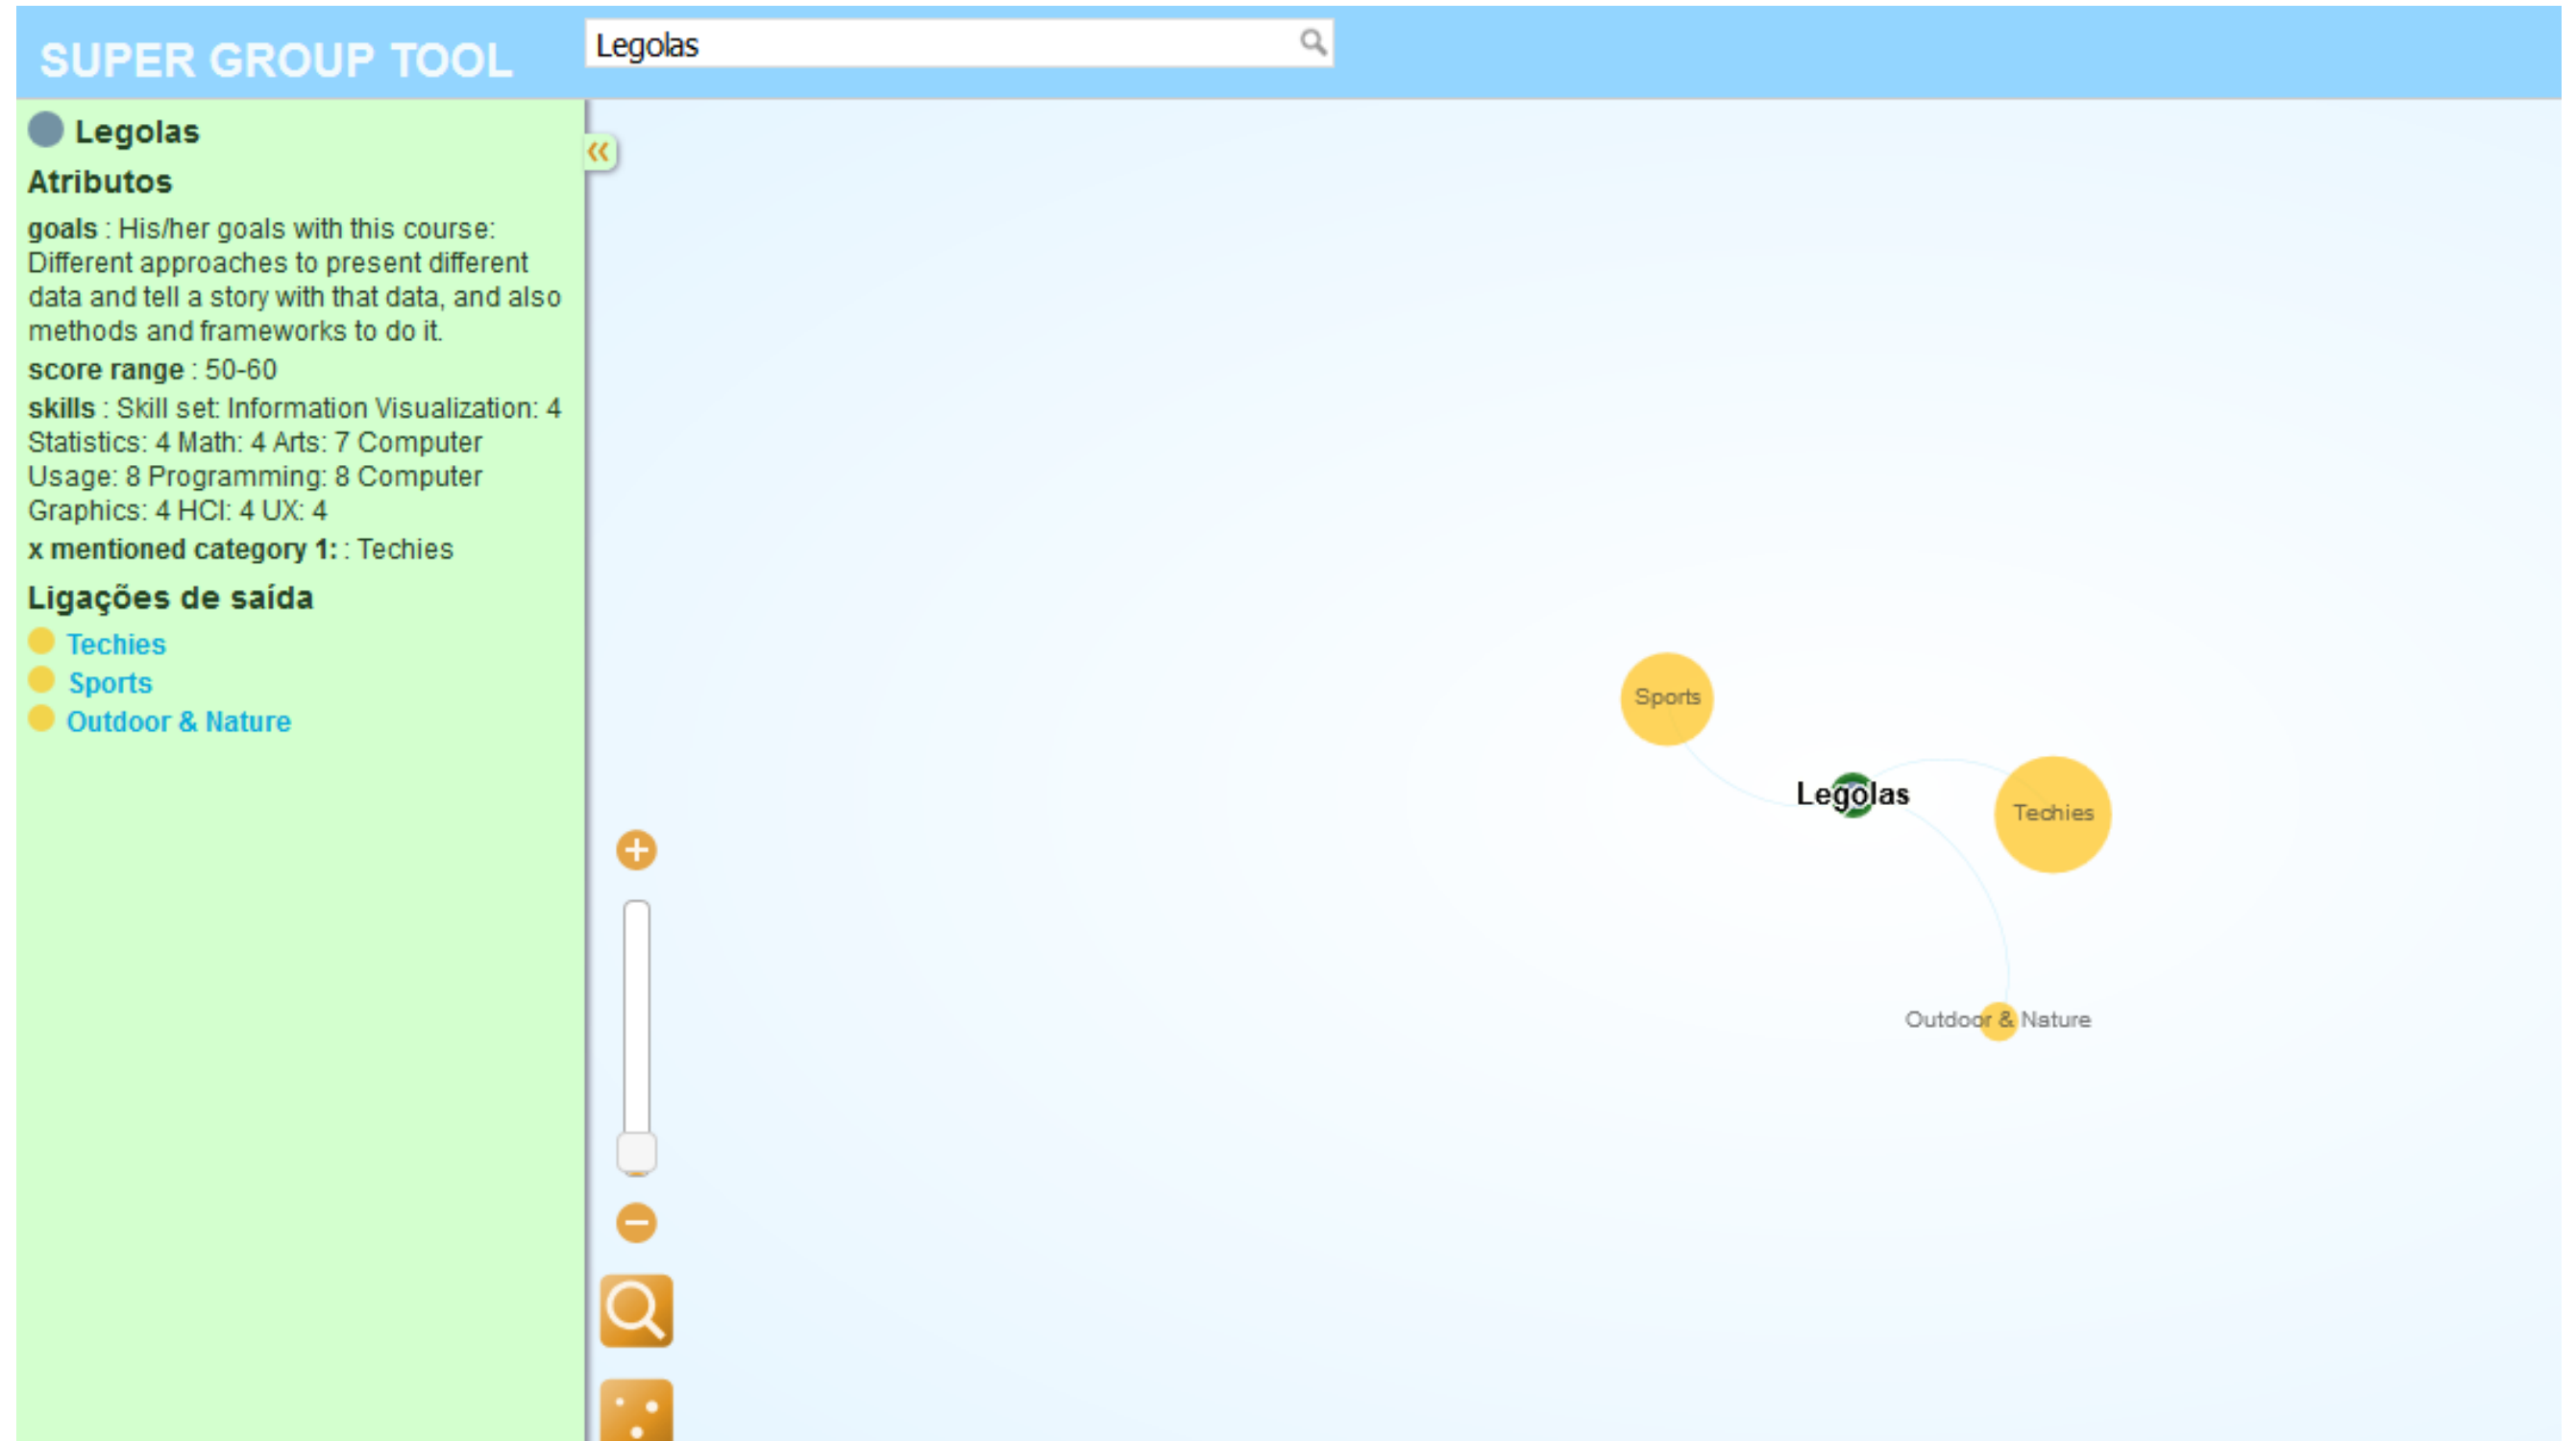 SUPER GROUP TOOL
Legolas
Legolas
Atributos
goals : His/her goals with this course:
Different approaches to present different
data and tell a story with that data, and also
methods and frameworks to do it.
score range : 50-60
skills : Skill set: Information Visualization: 4
Statistics: 4 Math: 4 Arts: 7 Computer
Usage: 8 Programming: 8 Computer
Graphics: 4 HCI: 4 UX: 4
x mentioned category 1: : Techies
Ligações de saída
Techies
Sports
Outdoor & Nature
Sports
Legolas
Techies
Outdoor & Nature